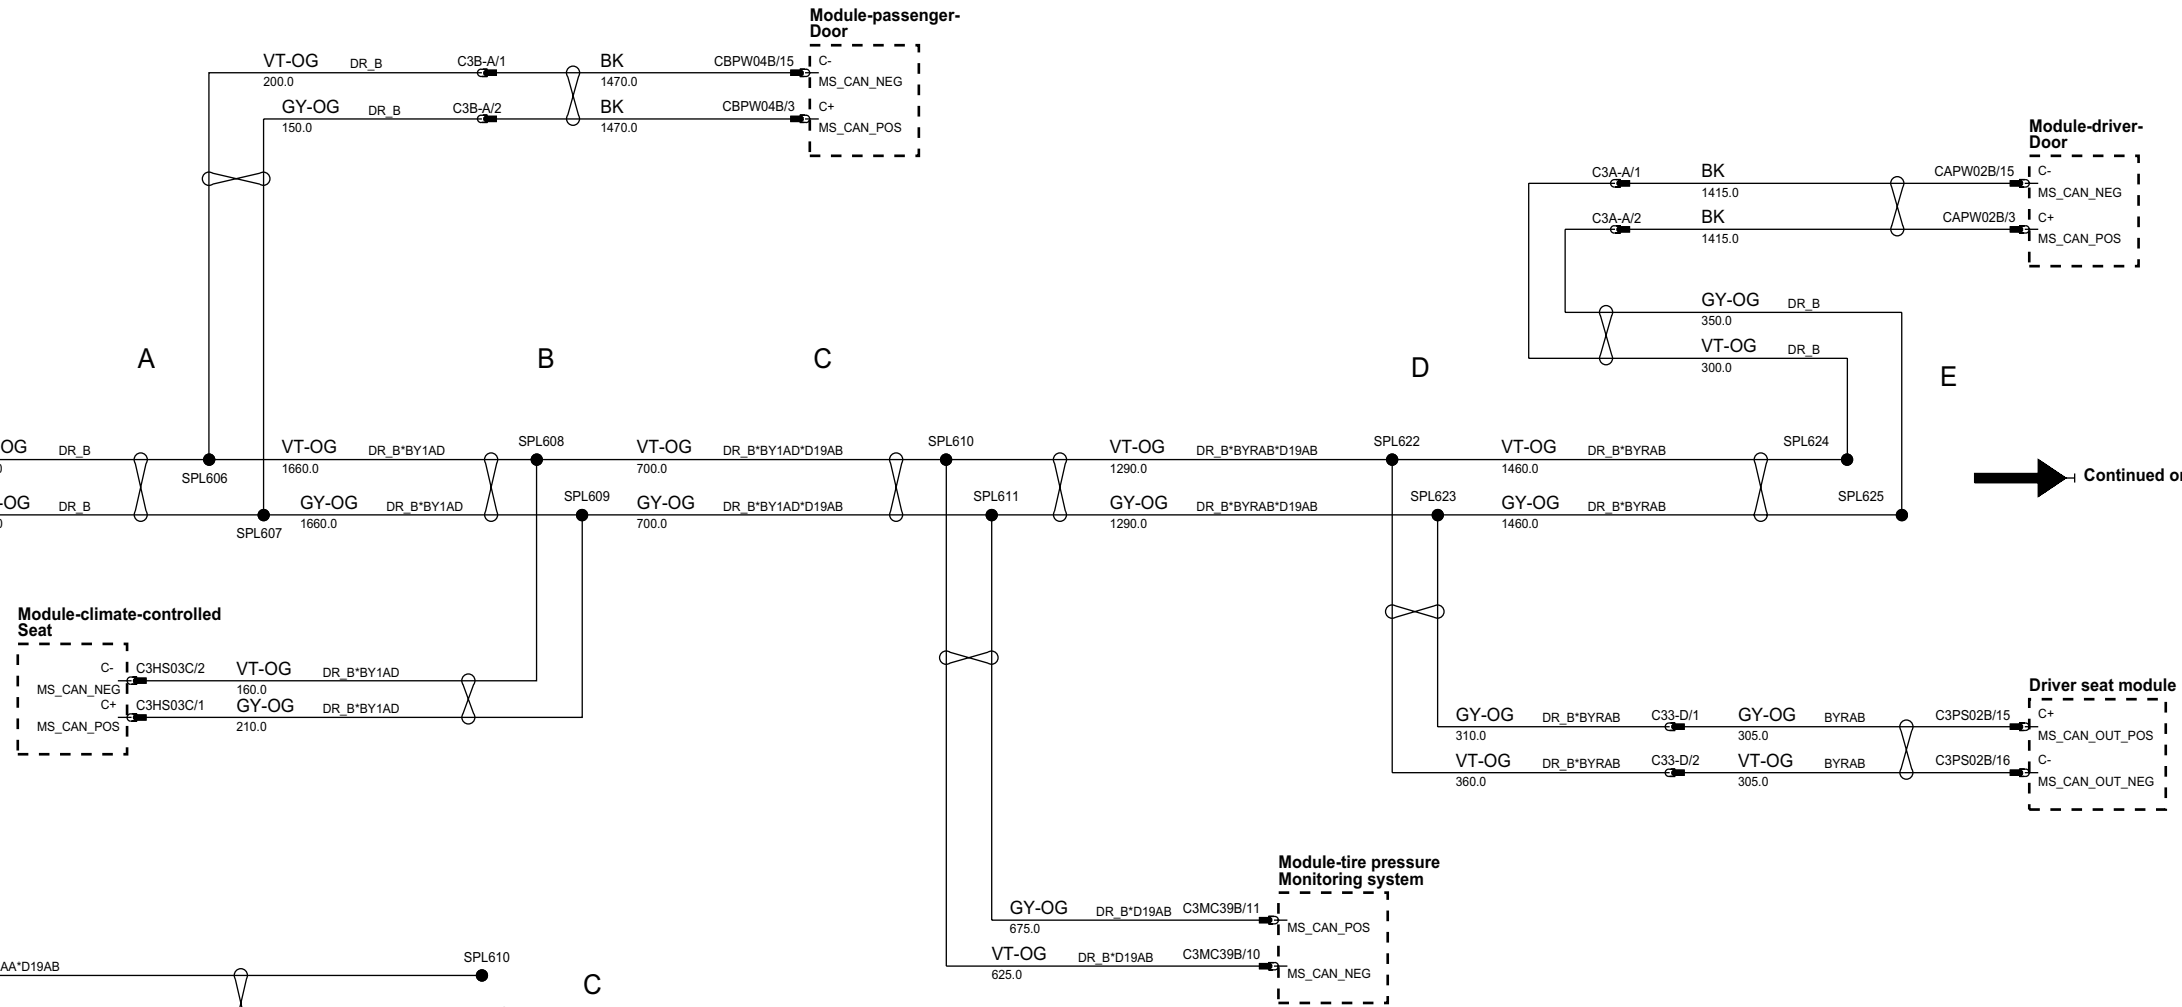 Module-passenger-
Door
VT-OG DR_B C3B-A/1 BK CBPW04B/15 C-
200.0 1470.0 MS_CAN_NEG
GY-OG DR_B C3B-A/2 BK CBPW04B/3 C+
150.0 1470.0 MS_CAN_POS
Module-driver-
Door
C3A-A/1 BK CAPW02B/15 C-
1415.0 MS_CAN_NEG
C3A-A/2 BK CAPW02B/3 C+
1415.0 MS_CAN_POS
GY-OG DR_B
350.0
VT-OG DR_B
300.0
A B C D E
OG DR_B VT-OG DR_B*BY1AD SPL608 VT-OG DR_B*BY1AD*D19AB SPL610 VT-OG DR_B*BYRAB*D19AB SPL622 VT-OG DR_B*BYRAB SPL624
SPL606 1660.0 700.0 1290.0 1460.0
Continued
-OG DR_B GY-OG DR_B*BY1AD SPL609 GY-OG DR_B*BY1AD*D19AB SPL611 GY-OG DR_B*BYRAB*D19AB SPL623 GY-OG DR_B*BYRAB SPL625
SPL607 1660.0 700.0 1290.0 1460.0
Module-climate-controlled
Seat
C- C3HS03C/2 VT-OG DR_B*BY1AD
MS_CAN_NEG 160.0
C+ C3HS03C/1 GY-OG DR_B*BY1AD
MS_CAN_POS 210.0
Driver seat module
GY-OG DR_B*BYRAB C33-D/1 GY-OG BYRAB C3PS02B/15 C+
310.0 305.0 MS_CAN_OUT_POS
VT-OG DR_B*BYRAB C33-D/2 VT-OG BYRAB C3PS02B/16 C-
360.0 305.0 MS_CAN_OUT_NEG
Module-tire pressure
Monitoring system
GY-OG DR_B*D19AB C3MC39B/11
675.0 MS_CAN_POS
VT-OG DR_B*D19AB C3MC39B/10
625.0 MS_CAN_NEG
AA*D19AB SPL610
C